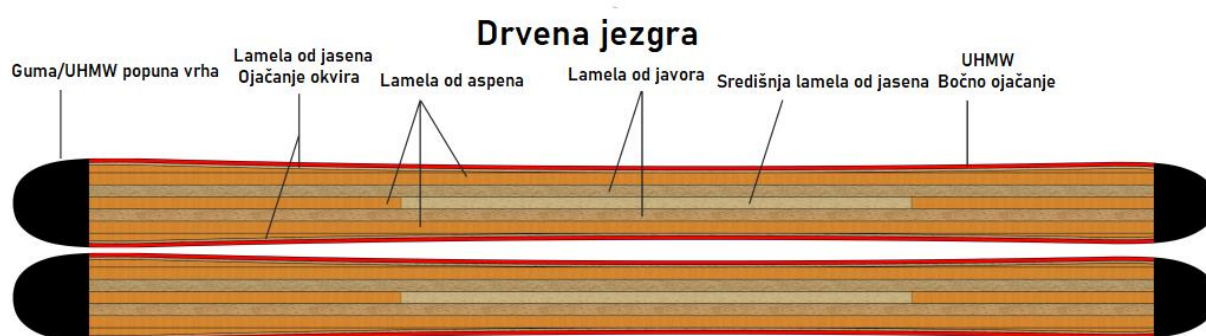 Drvena jezgra
Guma/UHMW popuna vrha
Lamela od jasena
Ojačanje okvira
Lamela od aspena
Lamela od javora
Središnja lamela od jasena
UHMW
Bočno ojačanje